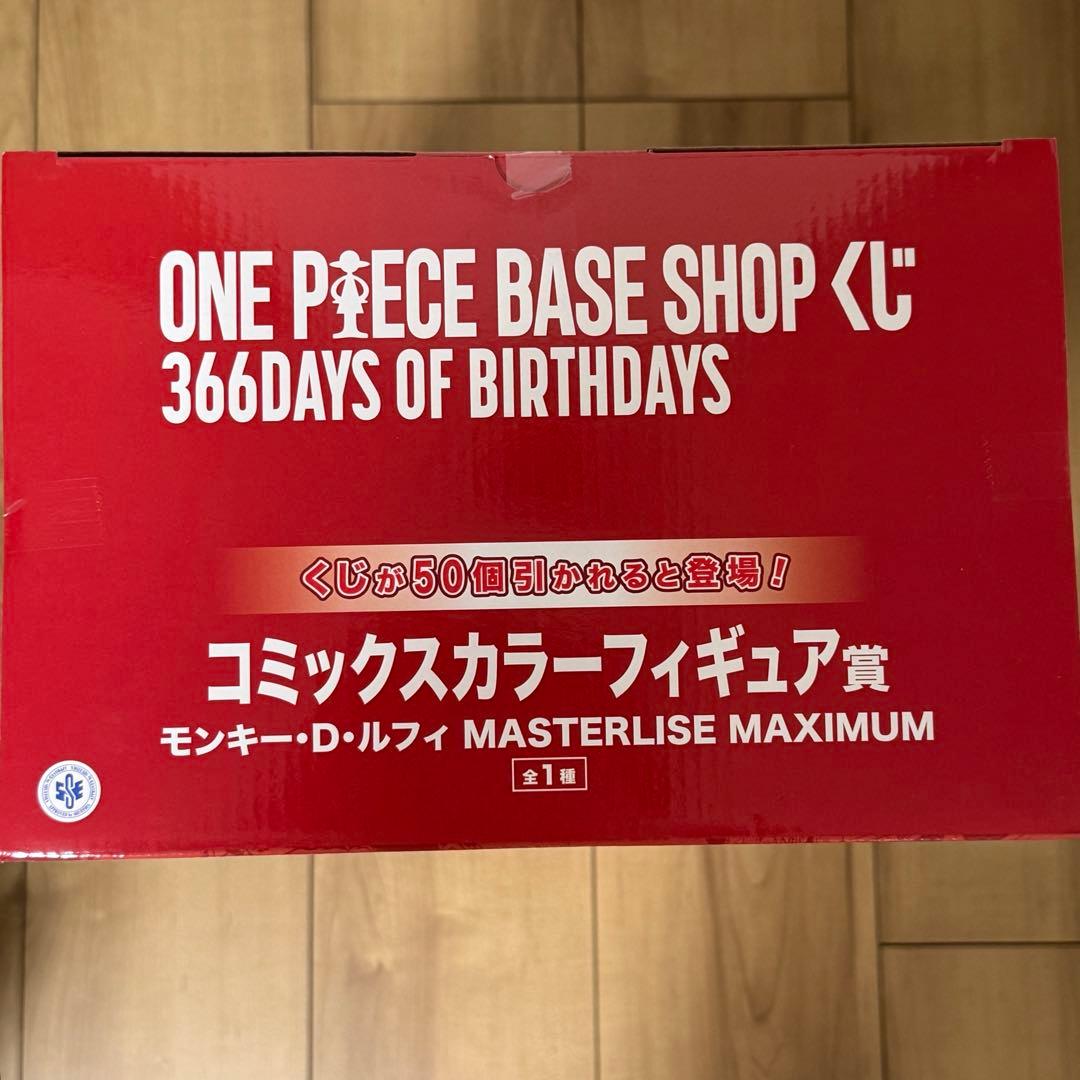 ONE PIECE BASE SHOP くじ
366DAYS OF BIRTHDAYS
くじが50個引かれると登場!
コミックスカラーフィギュア賞
モンキー・D・ルフィ MASTERLISE MAXIMUM
全1種